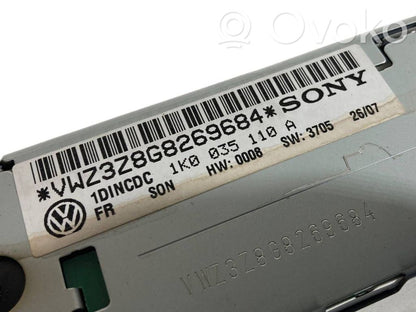 Ovoko
*VWZ3Z8G8269684*
SONY
1DINCDC 1K0 035 110 A
FR SON HW: 0008 SW: 3705 26/07
VWZ3Z8G8269684